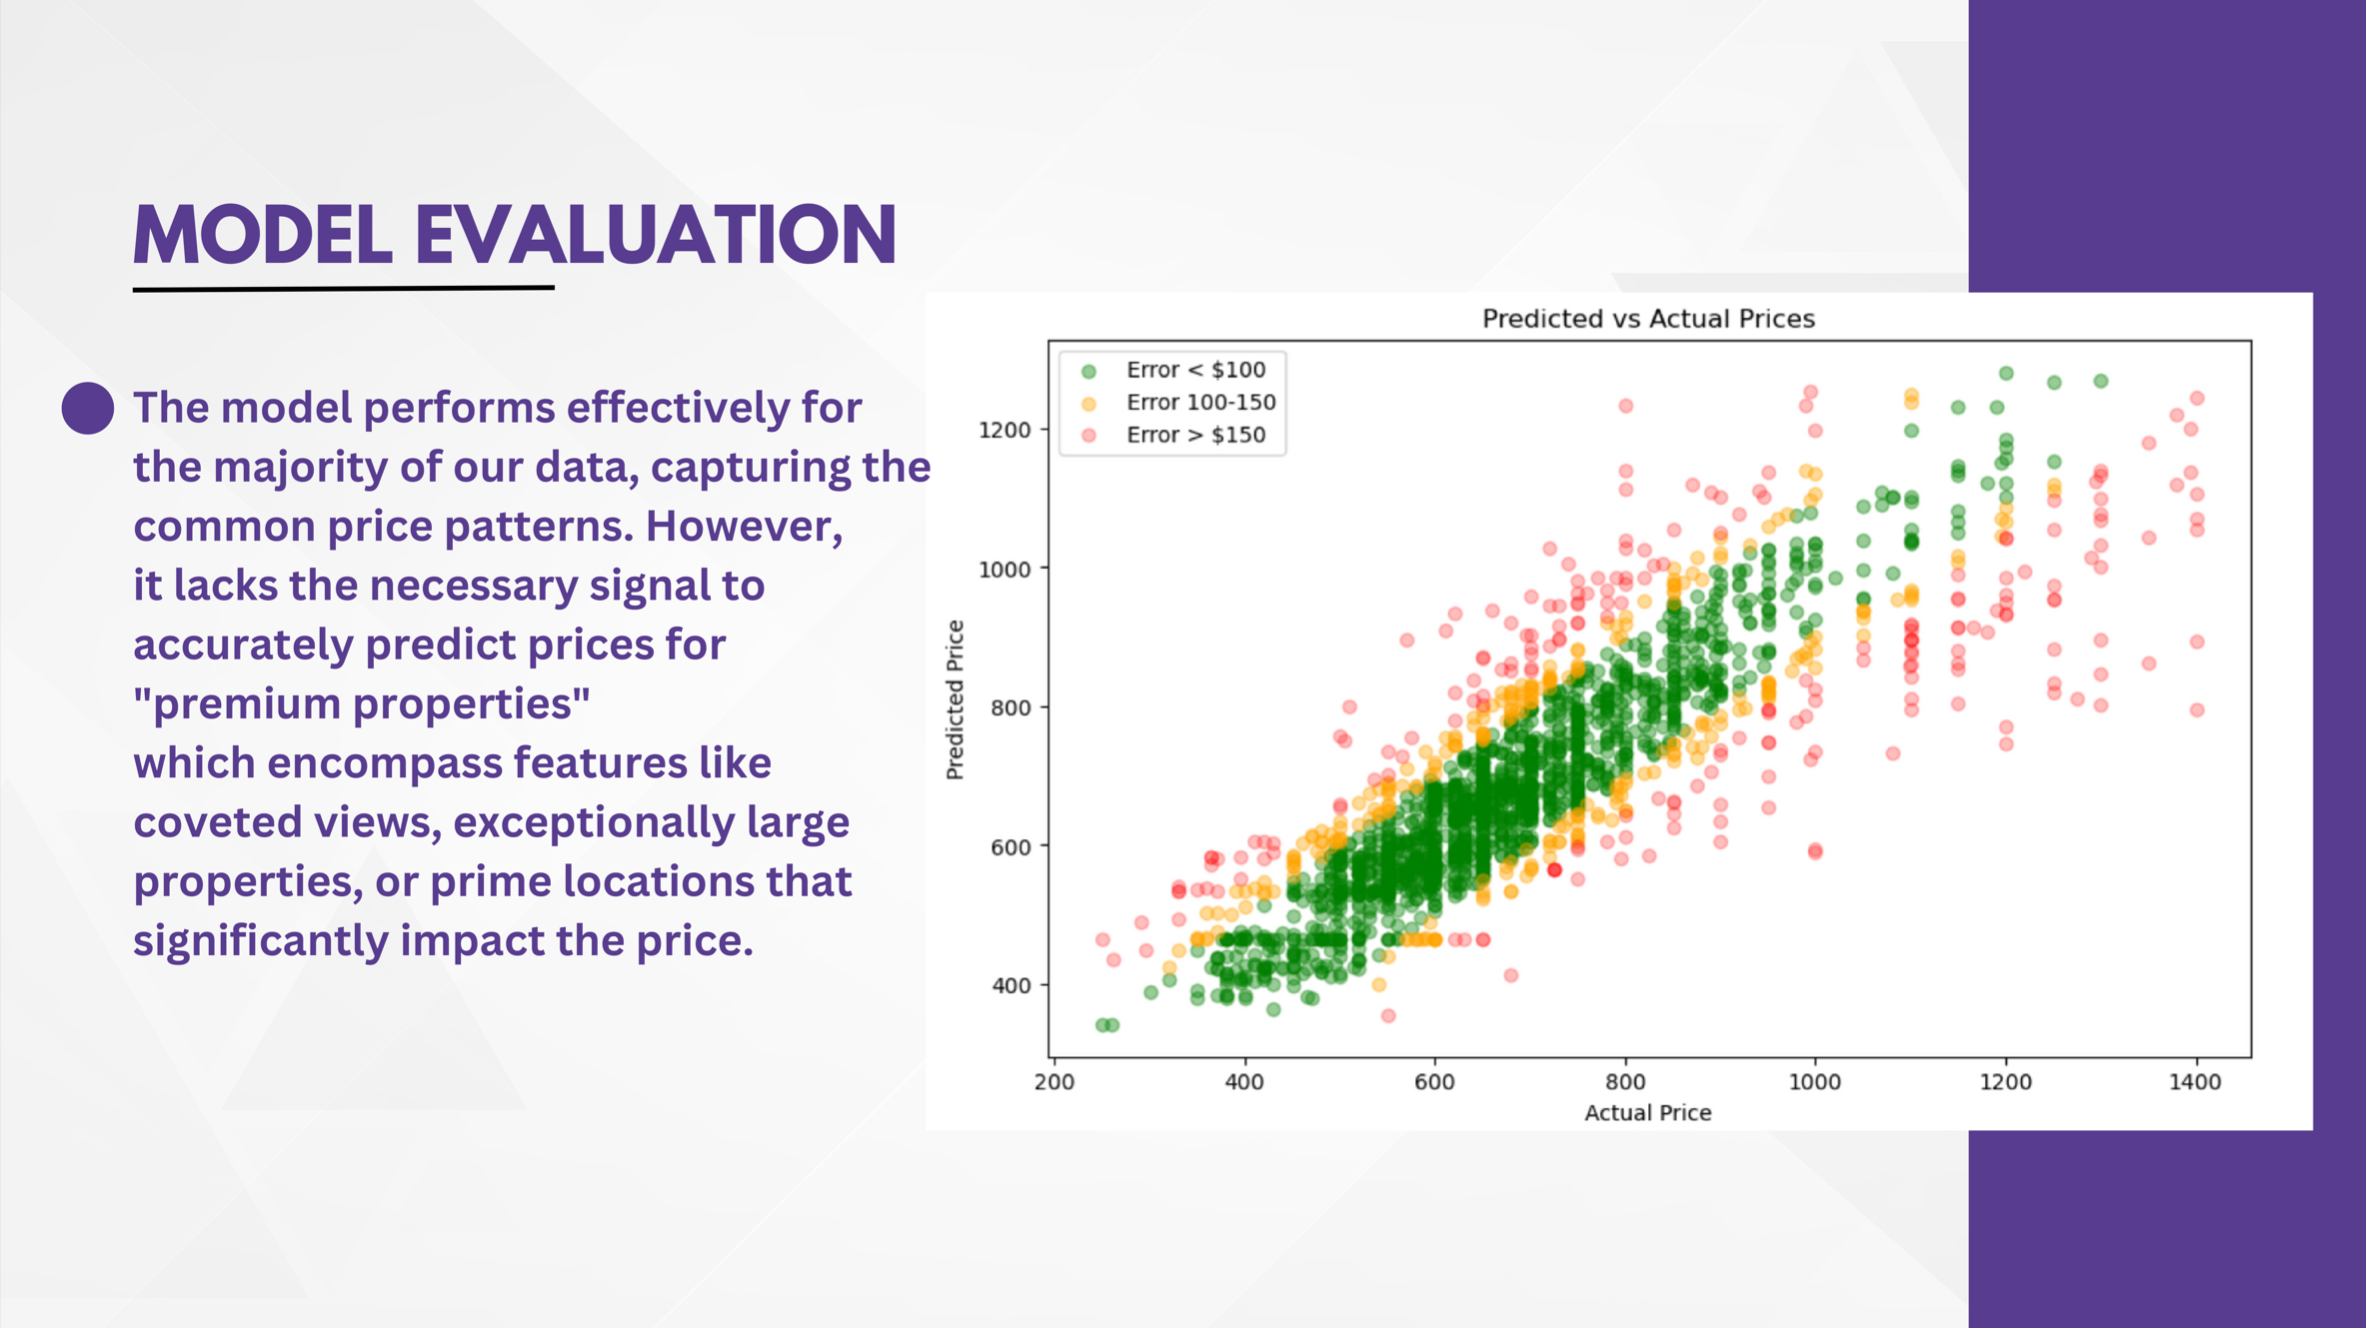 MODEL EVALUATION
The model performs effectively for
the majority of our data, capturing the
common price patterns. However,
it lacks the necessary signal to
accurately predict prices for
"premium properties"
which encompass features like
coveted views, exceptionally large
properties, or prime locations that
significantly impact the price.
Predicted vs Actual Prices
Error < $100
Error 100-150
Error > $150
Predicted Price
1200
1000
800
600
400
200 400 600 800 1000 1200 1400
Actual Price